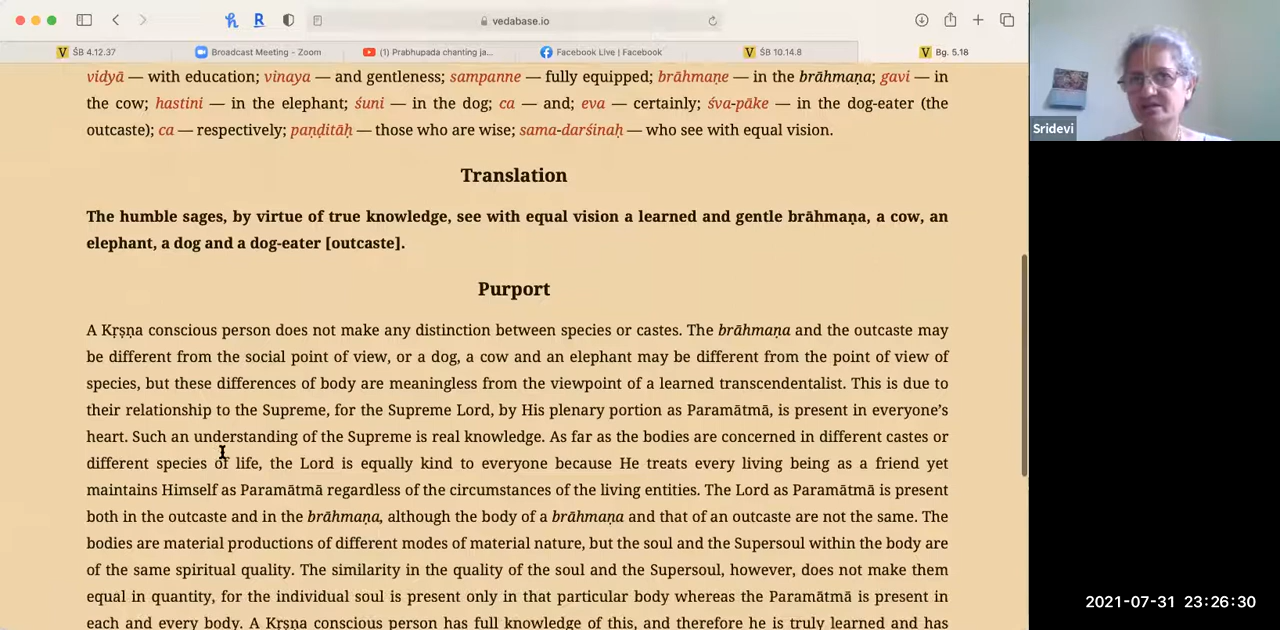 vedabase.io
ŚB 4.12.37
Broadcast Meeting - Zoom
(1) Prabhupada chanting ja...
Facebook Live | Facebook
ŚB 10.14.8
Bg. 5.18
vidyā — with education; vinaya — and gentleness; sampanne — fully equipped; brāhmaṇe — in the brāhmaṇa; gavi — in
the cow; hastini — in the elephant; śuni — in the dog; ca — and; eva — certainly; śva-pāke — in the dog-eater (the
outcaste); ca — respectively; paṇḍitāḥ — those who are wise; sama-darśinaḥ — who see with equal vision.
Translation
The humble sages, by virtue of true knowledge, see with equal vision a learned and gentle brāhmaṇa, a cow, an
elephant, a dog and a dog-eater [outcaste].
Purport
A Kṛṣṇa conscious person does not make any distinction between species or castes. The brāhmaṇa and the outcaste may
be different from the social point of view, or a dog, a cow and an elephant may be different from the point of view of
species, but these differences of body are meaningless from the viewpoint of a learned transcendentalist. This is due to
their relationship to the Supreme, for the Supreme Lord, by His plenary portion as Paramātmā, is present in everyone’s
heart. Such an understanding of the Supreme is real knowledge. As far as the bodies are concerned in different castes or
different species of life, the Lord is equally kind to everyone because He treats every living being as a friend yet
maintains Himself as Paramātmā regardless of the circumstances of the living entities. The Lord as Paramātmā is present
both in the outcaste and in the brāhmaṇa, although the body of a brāhmaṇa and that of an outcaste are not the same. The
bodies are material productions of different modes of material nature, but the soul and the Supersoul within the body are
of the same spiritual quality. The similarity in the quality of the soul and the Supersoul, however, does not make them
equal in quantity, for the individual soul is present only in that particular body whereas the Paramātmā is present in
each and every body. A Kṛṣṇa conscious person has full knowledge of this, and therefore he is truly learned and has
Sridevi
2021-07-31 23:26:30